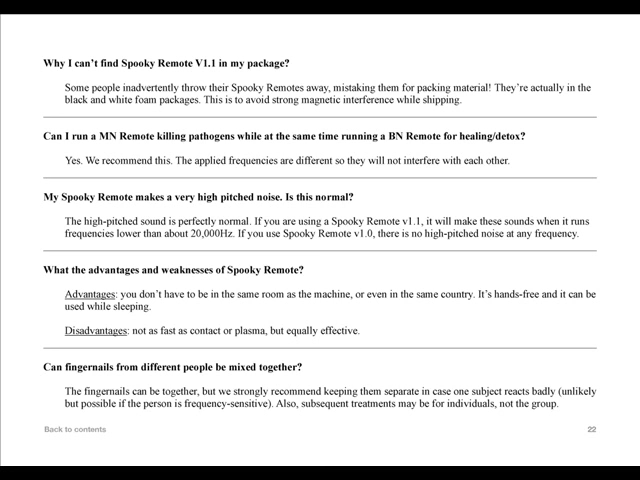 Why I can't find Spooky Remote V1.1 in my package?
Some people inadvertently throw their Spooky Remotes away, mistaking them for packing material! They're actually in the
black and white foam packages. This is to avoid strong magnetic interference while shipping.
Can I run a MN Remote killing pathogens while at the same time running a BN Remote for healing/detox?
Yes. We recommend this. The applied frequencies are different so they will not interfere with each other.
My Spooky Remote makes a very high pitched noise. Is this normal?
The high-pitched sound is perfectly normal. If you are using a Spooky Remote v1.1, it will make these sounds when it runs
frequencies lower than about 20,000Hz. If you use Spooky Remote v1.0, there is no high-pitched noise at any frequency.
What the advantages and weaknesses of Spooky Remote?
Advantages: you don't have to be in the same room as the machine, or even in the same country. It's hands-free and it can be
used while sleeping.
Disadvantages: not as fast as contact or plasma, but equally effective.
Can fingernails from different people be mixed together?
The fingernails can be together, but we strongly recommend keeping them separate in case one subject reacts badly (unlikely
but possible if the person is frequency-sensitive). Also, subsequent treatments may be for individuals, not the group.
Back to contents
22